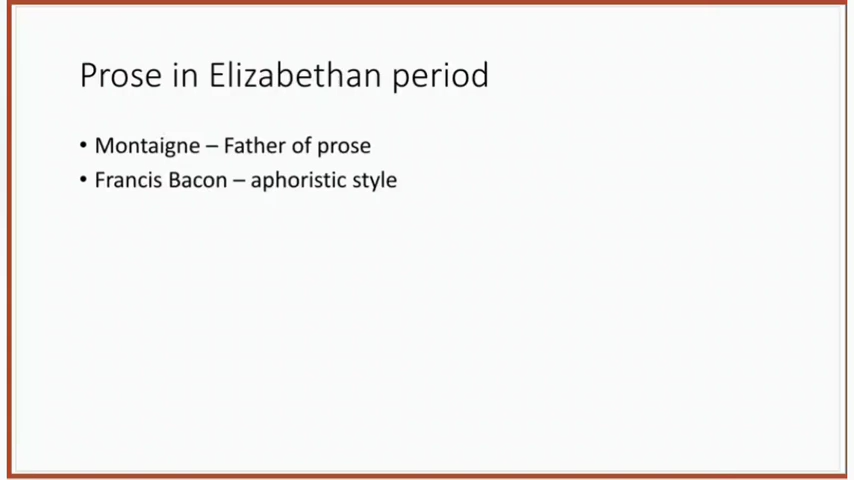 Prose in Elizabethan period
• Montaigne – Father of prose
• Francis Bacon – aphoristic style